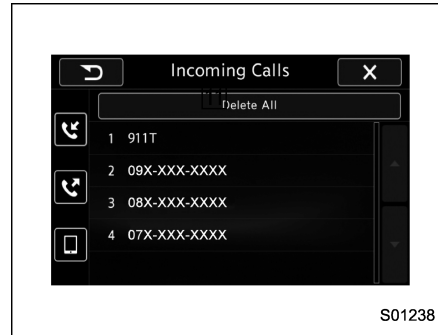 Incoming Calls
Delete All
1 911T
2 09X-XXX-XXXX
3 08X-XXX-XXXX
4 07X-XXX-XXXX
S01238